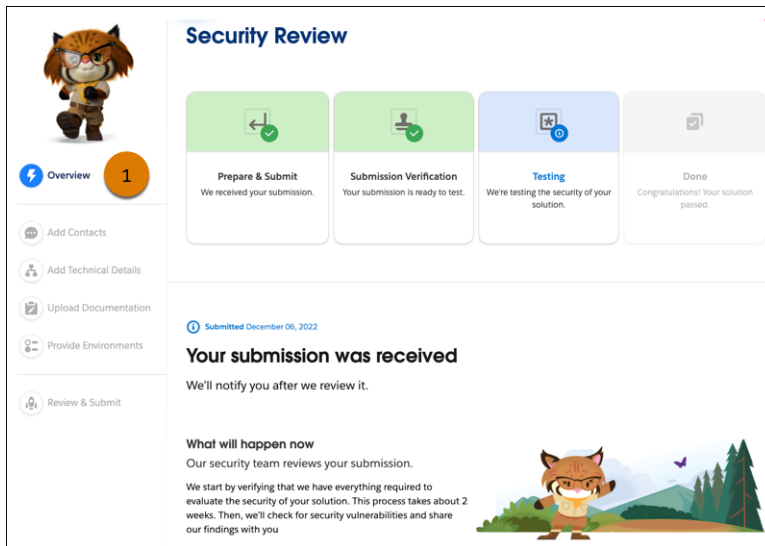 Security Review
Overview
1
Add Contacts
Add Technical Details
Upload Documentation
Provide Environments
Review & Submit
Prepare & Submit
We received your submission.
Submission Verification
Your submission is ready to test.
Testing
We're testing the security of your
solution.
Done
Congratulations! Your solution
passed.
Submitted December 06, 2022
Your submission was received
We'll notify you after we review it.
What will happen now
Our security team reviews your submission.
We start by verifying that we have everything required to
evaluate the security of your solution. This process takes about 2
weeks. Then, we'll check for security vulnerabilities and share
our findings with you